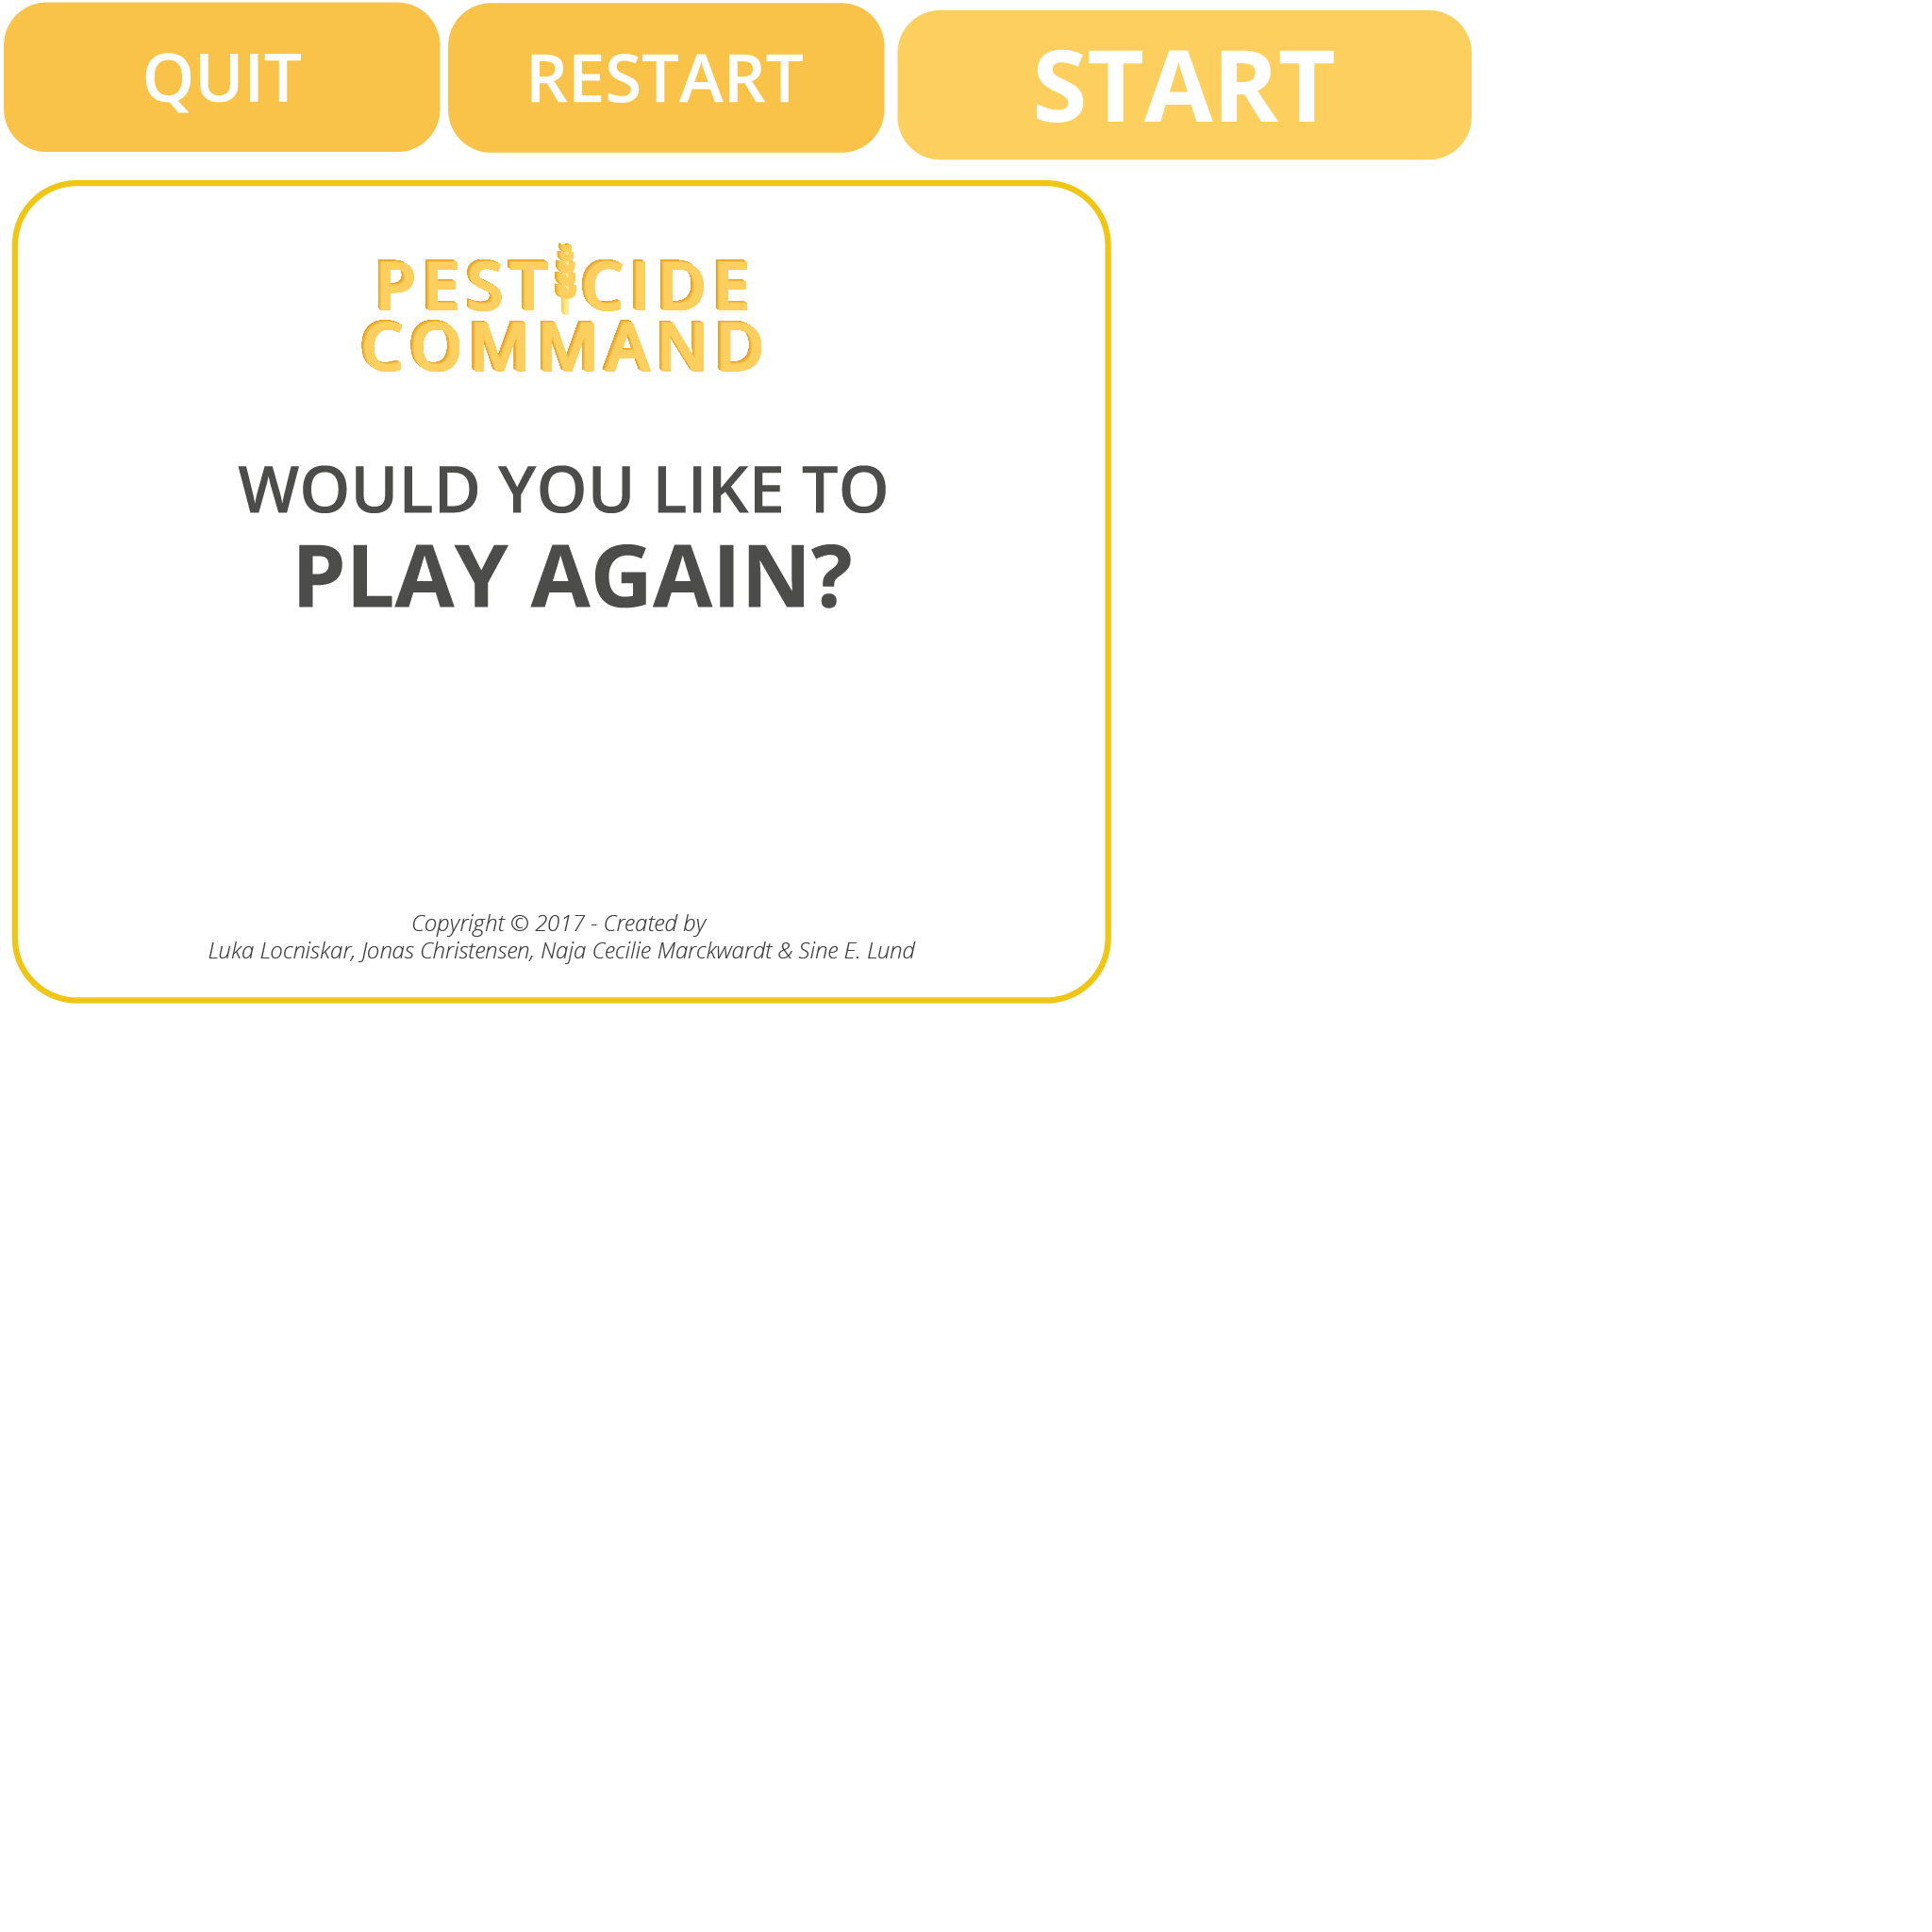 QUIT
RESTART
START
PESTICIDE
COMMAND
WOULD YOU LIKE TO
PLAY AGAIN?
Copyright © 2017 - Created by
Luka Locniskar, Jonas Christensen, Naja Cecilie Marckwardt & Sine E. Lund